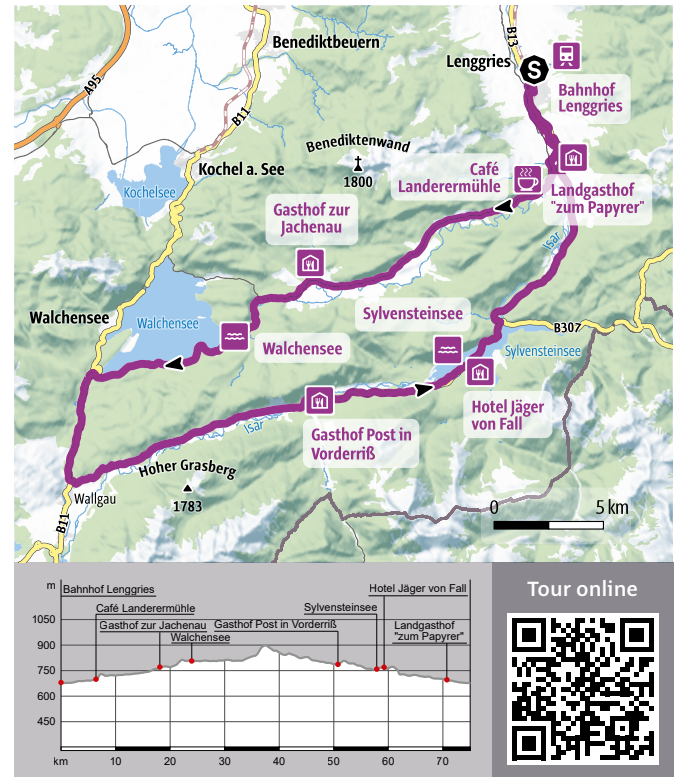 Benediktbeuern
B13
Lenggries
S
A95
B11
Bahnhof
Lenggries
Benediktenwand
1800
Kochel a. See
Kochelsee
Café
Landerermühle
Landgasthof
"zum Papyrer"
Gasthof zur
Jachenau
Isar
Walchensee
Walchensee
Sylvensteinsee
B307
Walchensee
Sylvensteinsee
Hotel Jäger
von Fall
Isar
Gasthof Post in
Vorderriß
Hoher Grasberg
1783
Wallgau
B11
0 5 km
m
Bahnhof Lenggries
Hotel Jäger von Fall
Café Landerermühle
Sylvensteinsee
Gasthof zur Jachenau
Gasthof Post in Vorderriß
Landgasthof
"zum Papyrer"
Walchensee
1050
900
750
600
450
km 10 20 30 40 50 60 70
Tour online